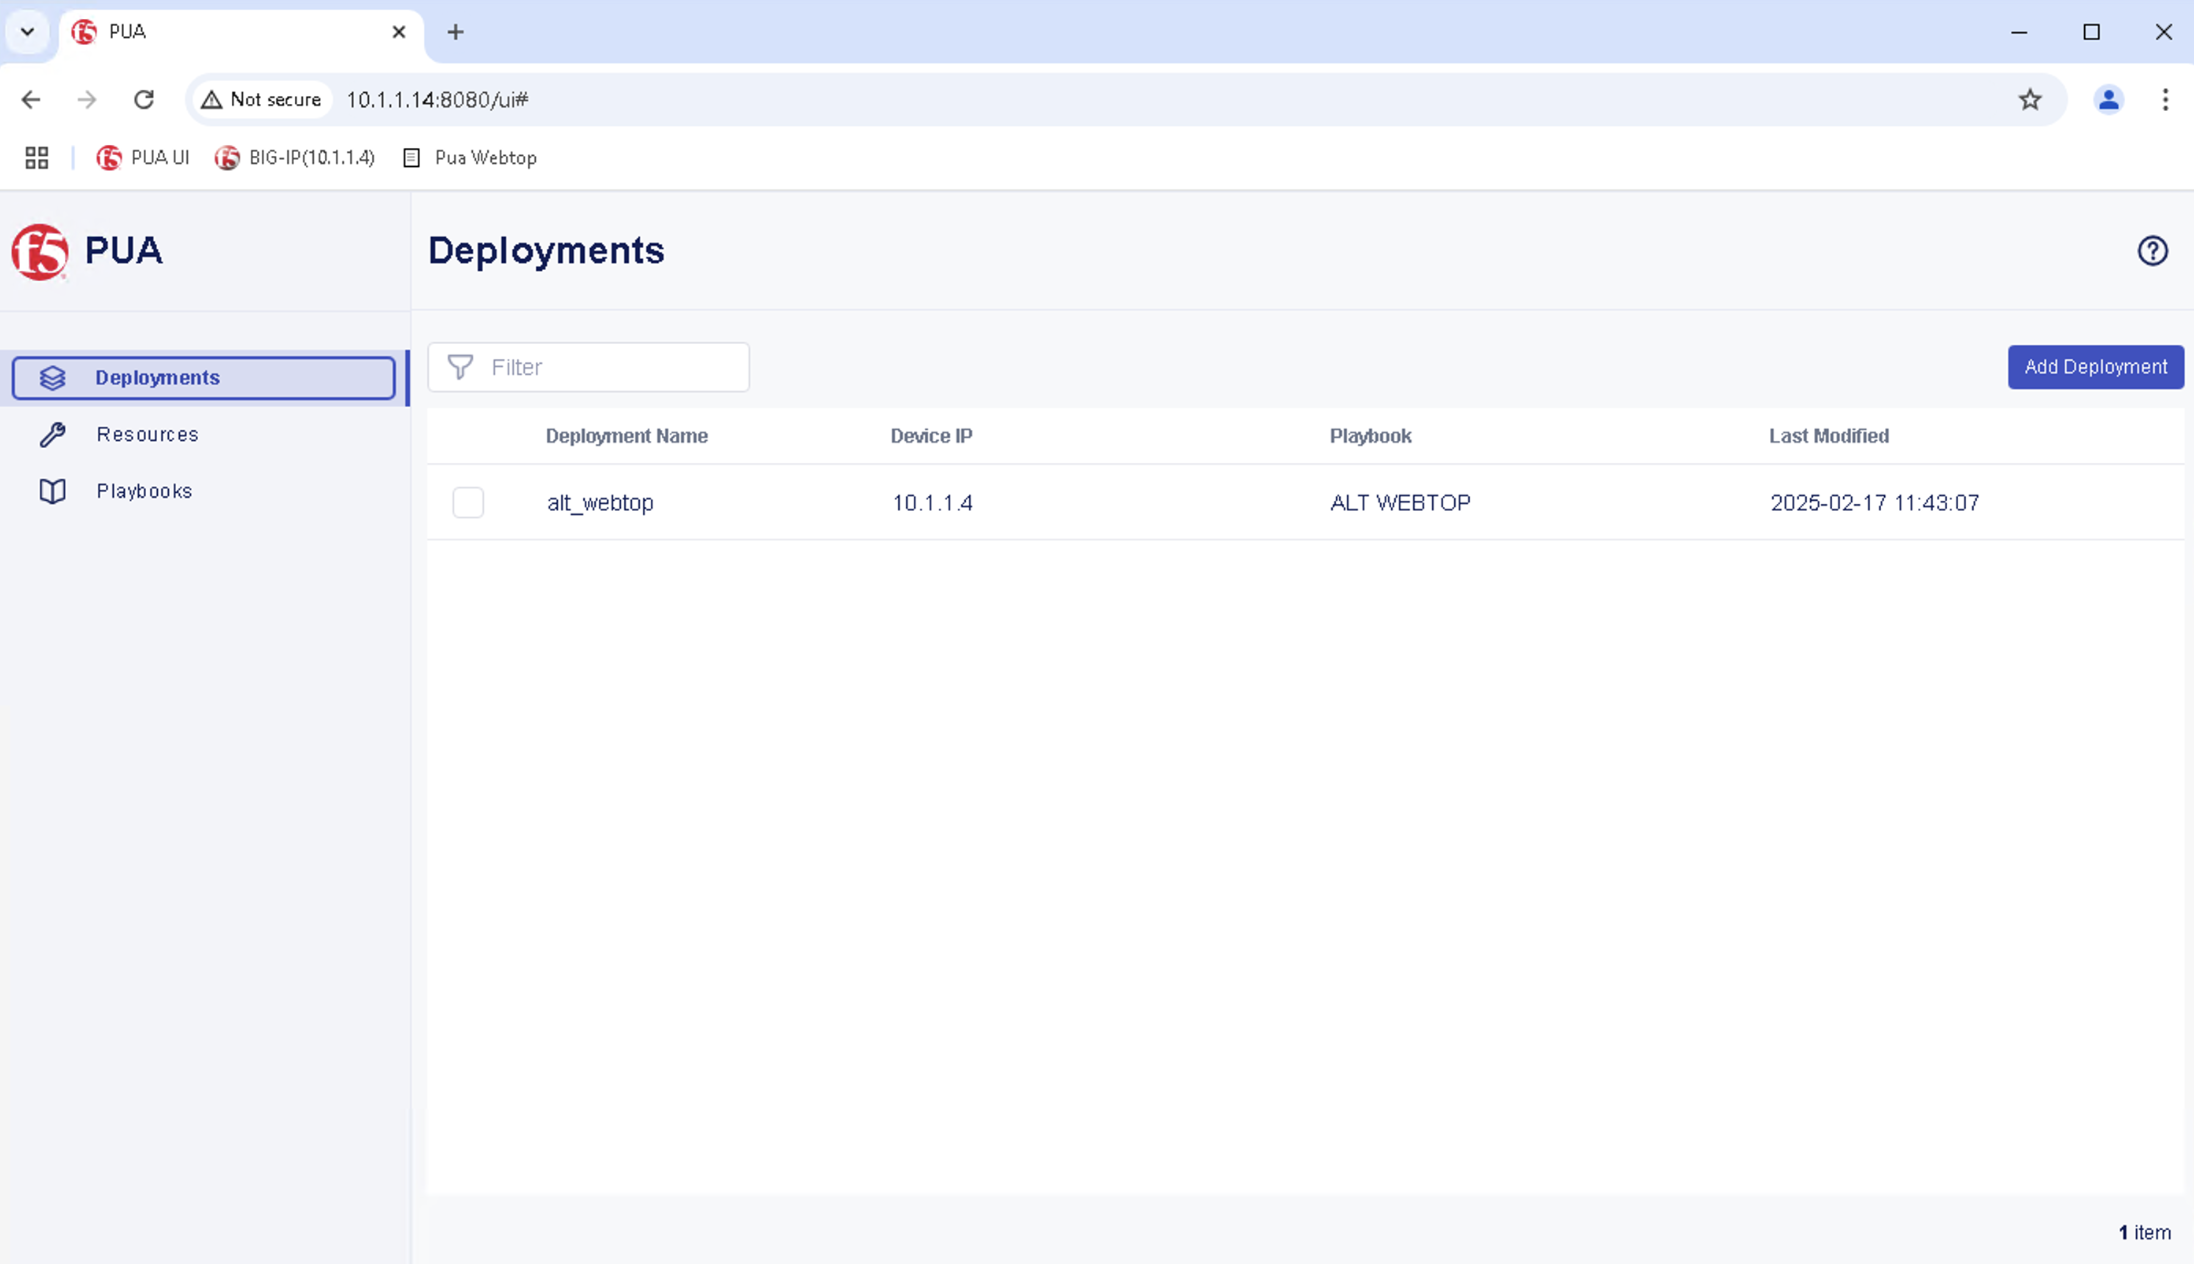 PUA
Not secure 10.1.1.14:8080/ui#
PUA UI BIG-IP(10.1.1.4) Pua Webtop
f5 PUA
Deployments
Deployments
Resources
Playbooks
Filter
Add Deployment
Deployment Name Device IP Playbook Last Modified
alt_webtop 10.1.1.4 ALT WEBTOP 2025-02-17 11:43:07
1 item